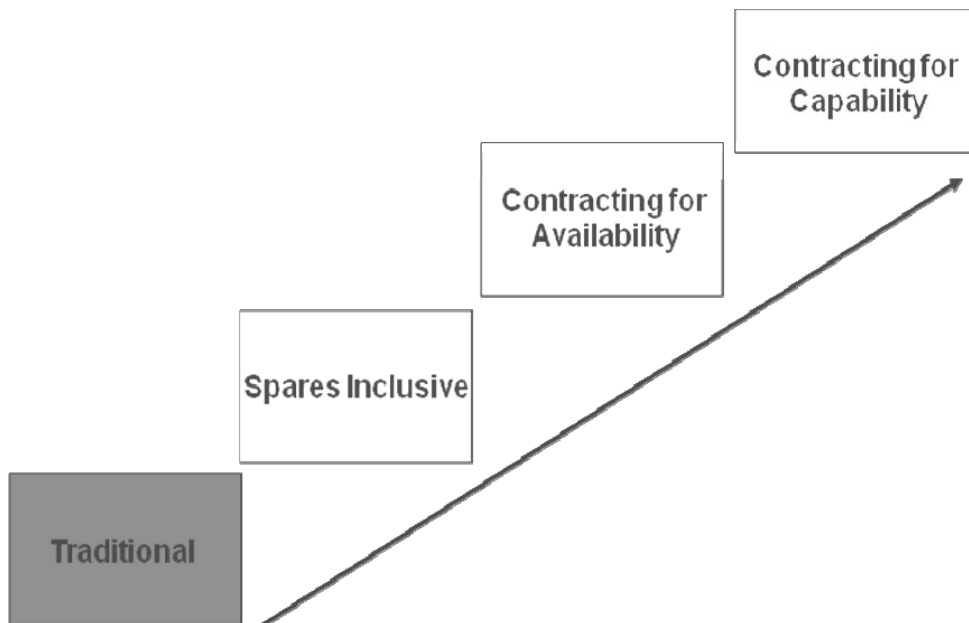 Contracting for
Capability
Contracting for
Availability
Spares Inclusive
Traditional